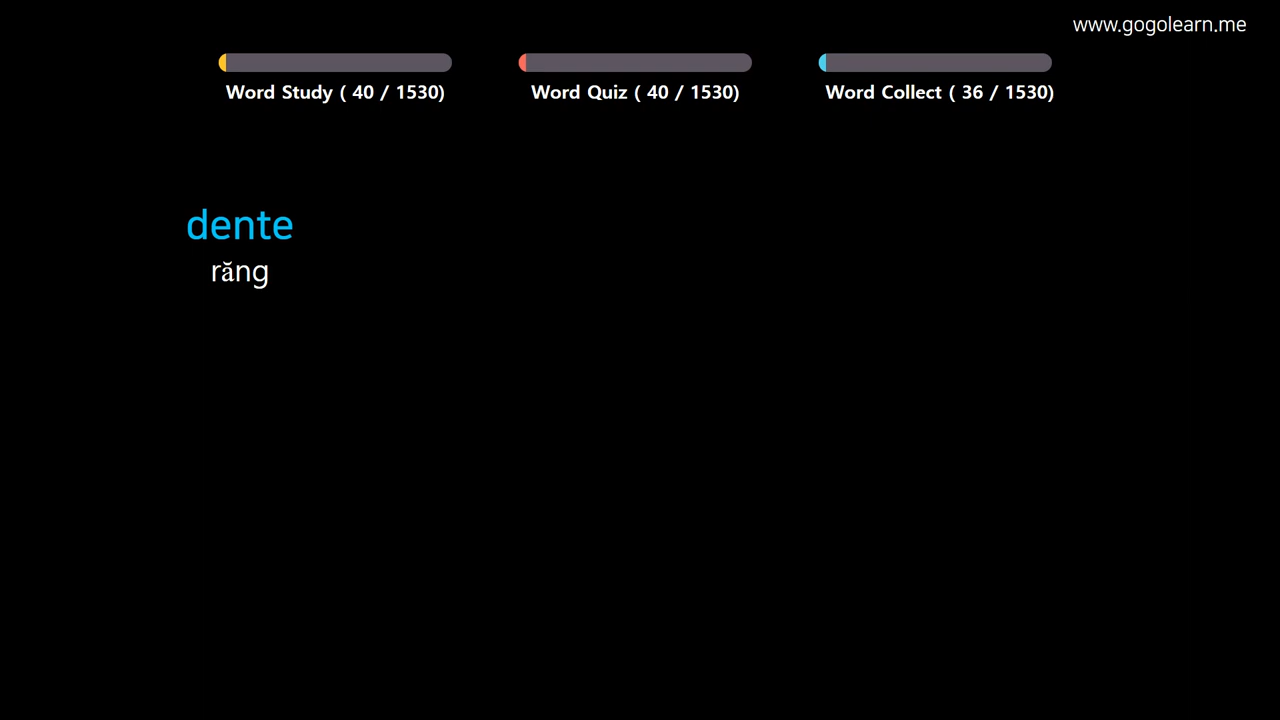 www.gogolearn.me
Word Study ( 40 / 1530)
Word Quiz ( 40 / 1530)
Word Collect ( 36 / 1530)
dente
răng